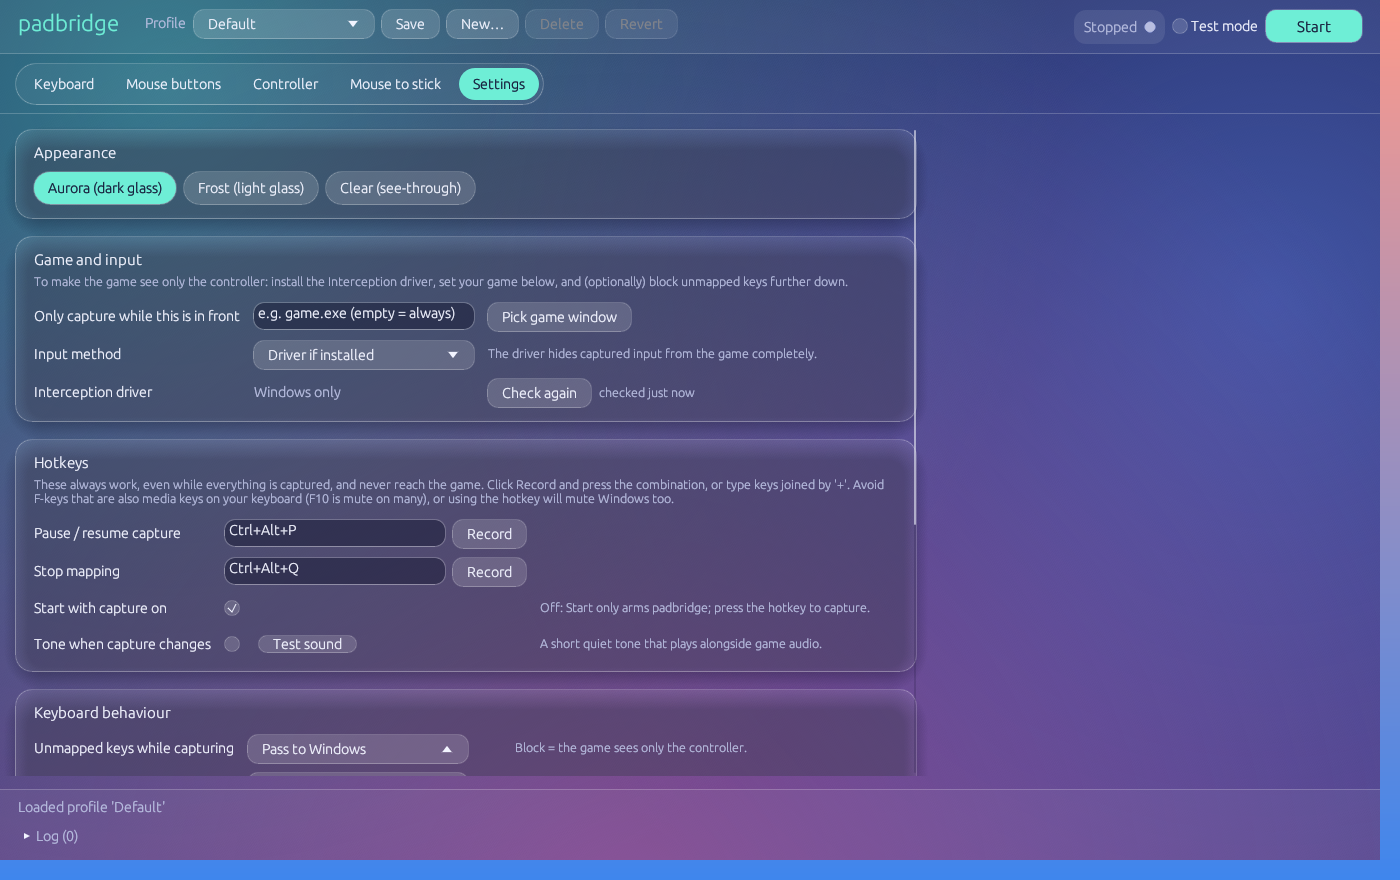 padbridge Profile Default Save New... Delete Revert Stopped Test mode Start
Keyboard Mouse buttons Controller Mouse to stick Settings
Appearance
Aurora (dark glass) Frost (light glass) Clear (see-through)
Game and input
To make the game see only the controller: install the Interception driver, set your game below, and (optionally) block unmapped keys further down.
Only capture while this is in front e.g. game.exe (empty = always) Pick game window
Input method Driver if installed The driver hides captured input from the game completely.
Interception driver Windows only Check again checked just now
Hotkeys
These always work, even while everything is captured, and never reach the game. Click Record and press the combination, or type keys joined by '+'. Avoid
F-keys that are also media keys on your keyboard (F10 is mute on many), or using the hotkey will mute Windows too.
Pause / resume capture Ctrl+Alt+P Record
Stop mapping Ctrl+Alt+Q Record
Start with capture on Off: Start only arms padbridge; press the hotkey to capture.
Tone when capture changes Test sound A short quiet tone that plays alongside game audio.
Keyboard behaviour
Unmapped keys while capturing Pass to Windows Block = the game sees only the controller.
Loaded profile 'Default'
Log (0)